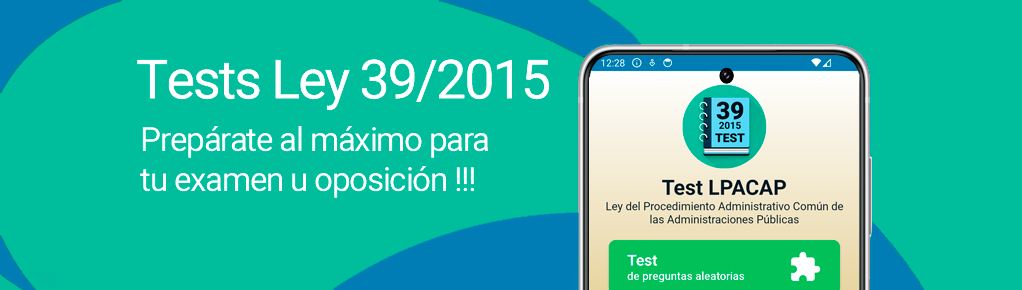 Tests Ley 39/2015
Prepárate al máximo para
tu examen u oposición !!!
12:28
39
2015
TEST
Test LPACAP
Ley del Procedimiento Administrativo Común de
las Administraciones Públicas
Test
de preguntas aleatorias